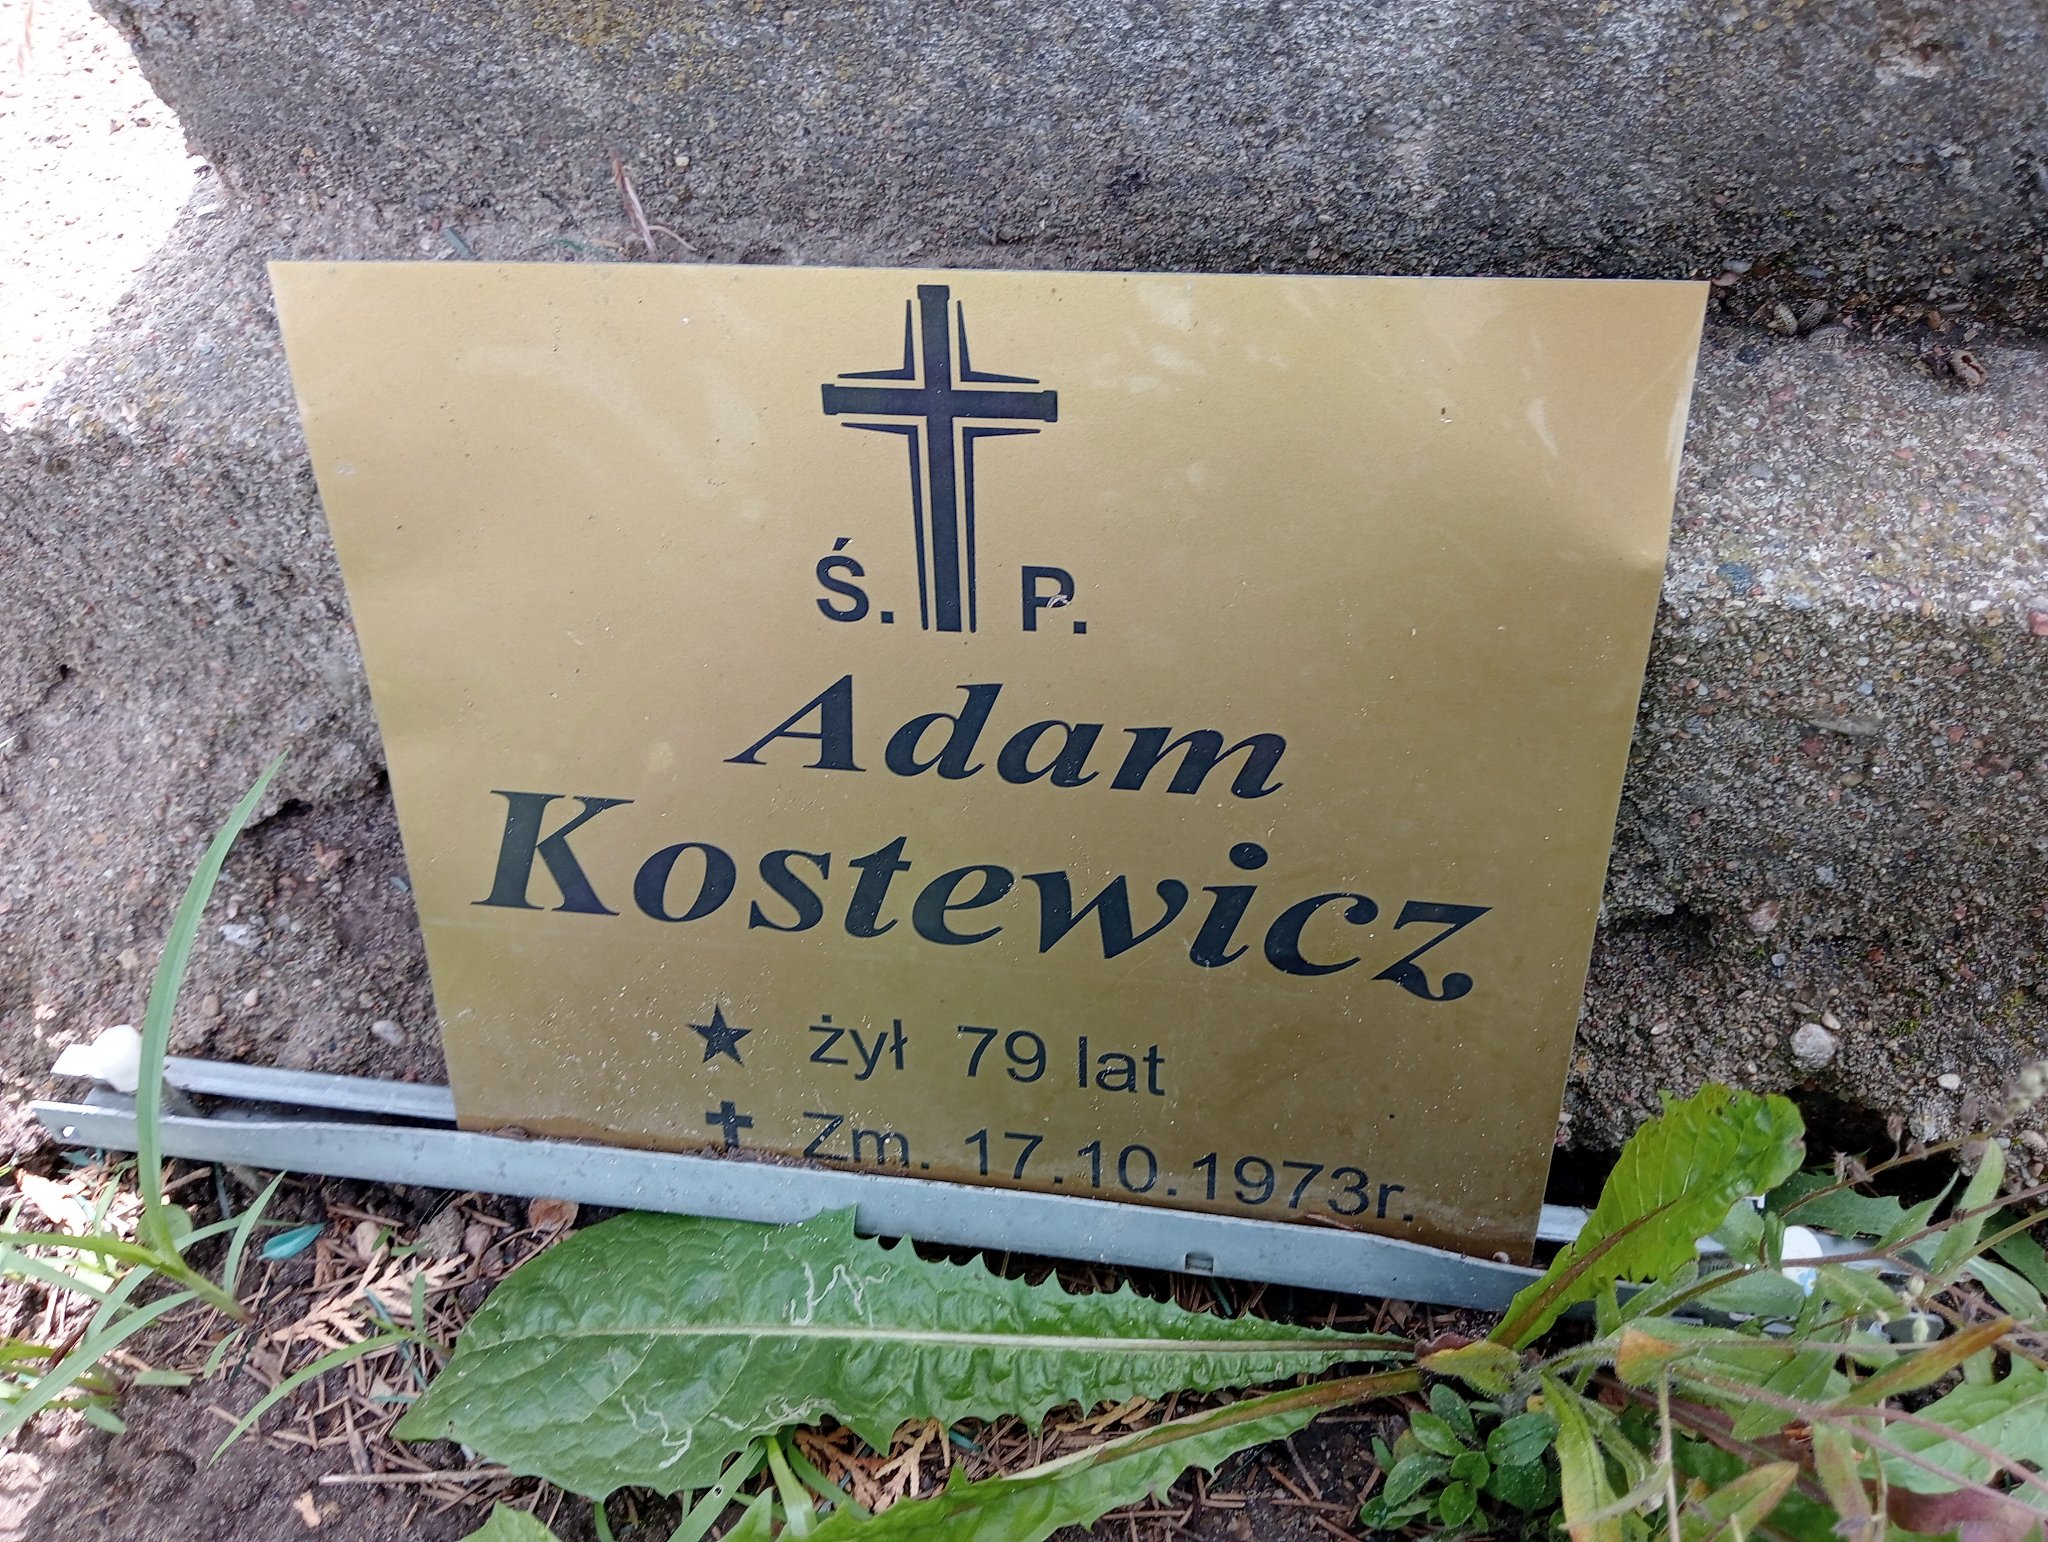 Ś. P.
Adam
Kostewicz
żył 79 lat
Zm. 17.10.1973r.